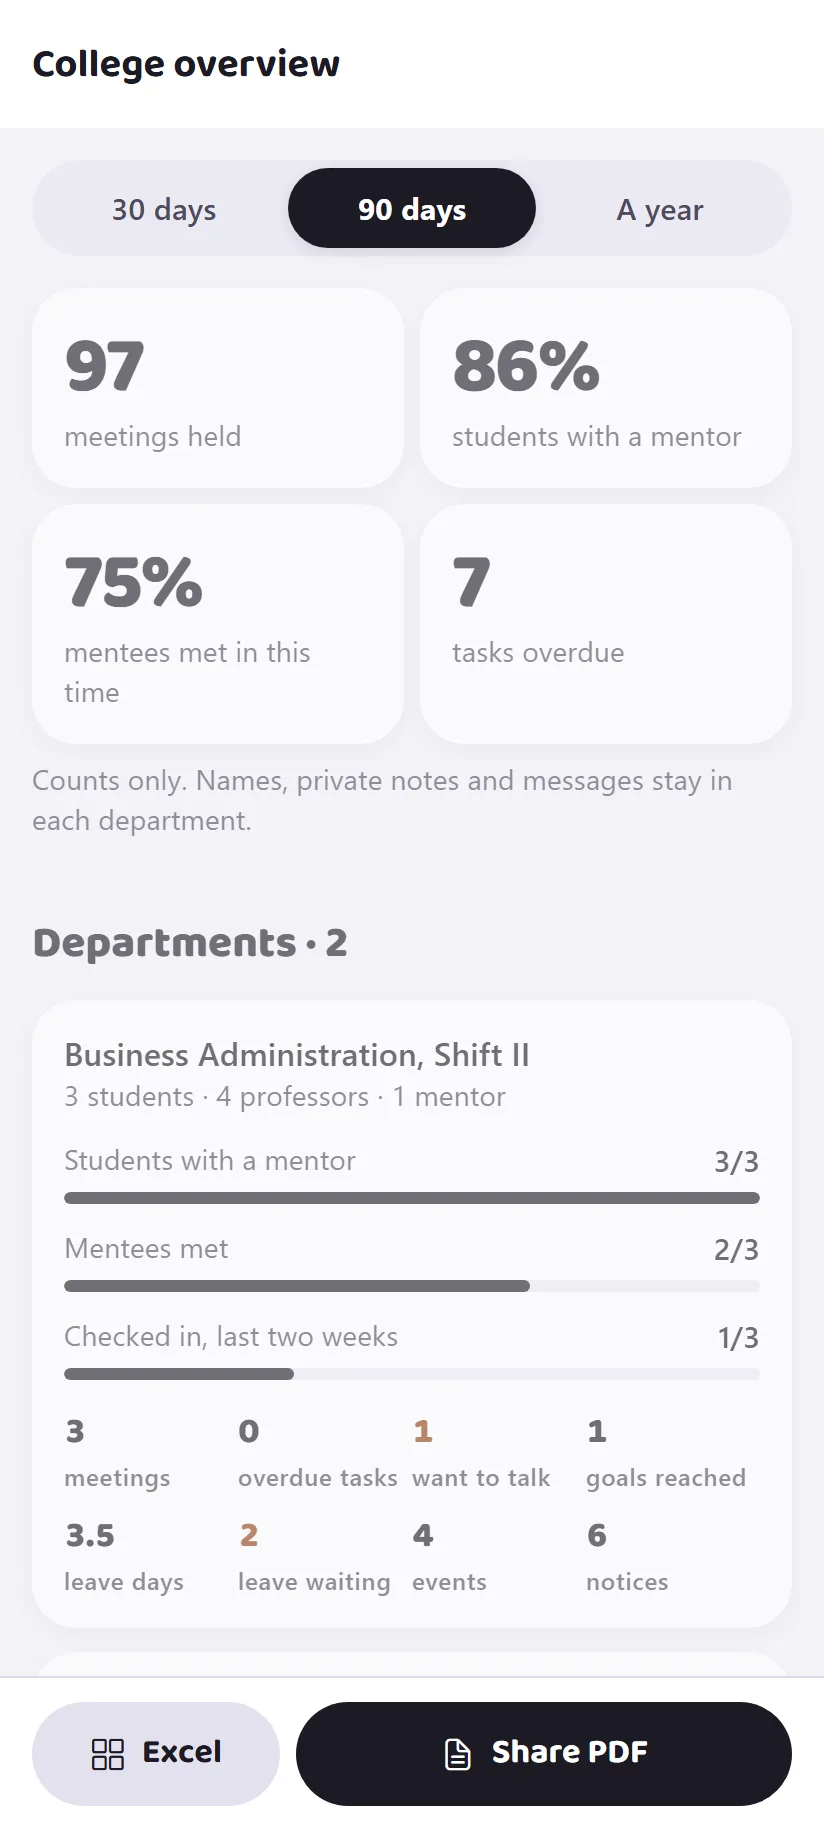 College overview
30 days
90 days
A year
97
meetings held
86%
students with a mentor
75%
mentees met in this
time
7
tasks overdue
Counts only. Names, private notes and messages stay in
each department.
Departments · 2
Business Administration, Shift II
3 students · 4 professors · 1 mentor
Students with a mentor 3/3
Mentees met 2/3
Checked in, last two weeks 1/3
3 0 1 1
meetings overdue tasks want to talk goals reached
3.5 2 4 6
leave days leave waiting events notices
Excel
Share PDF